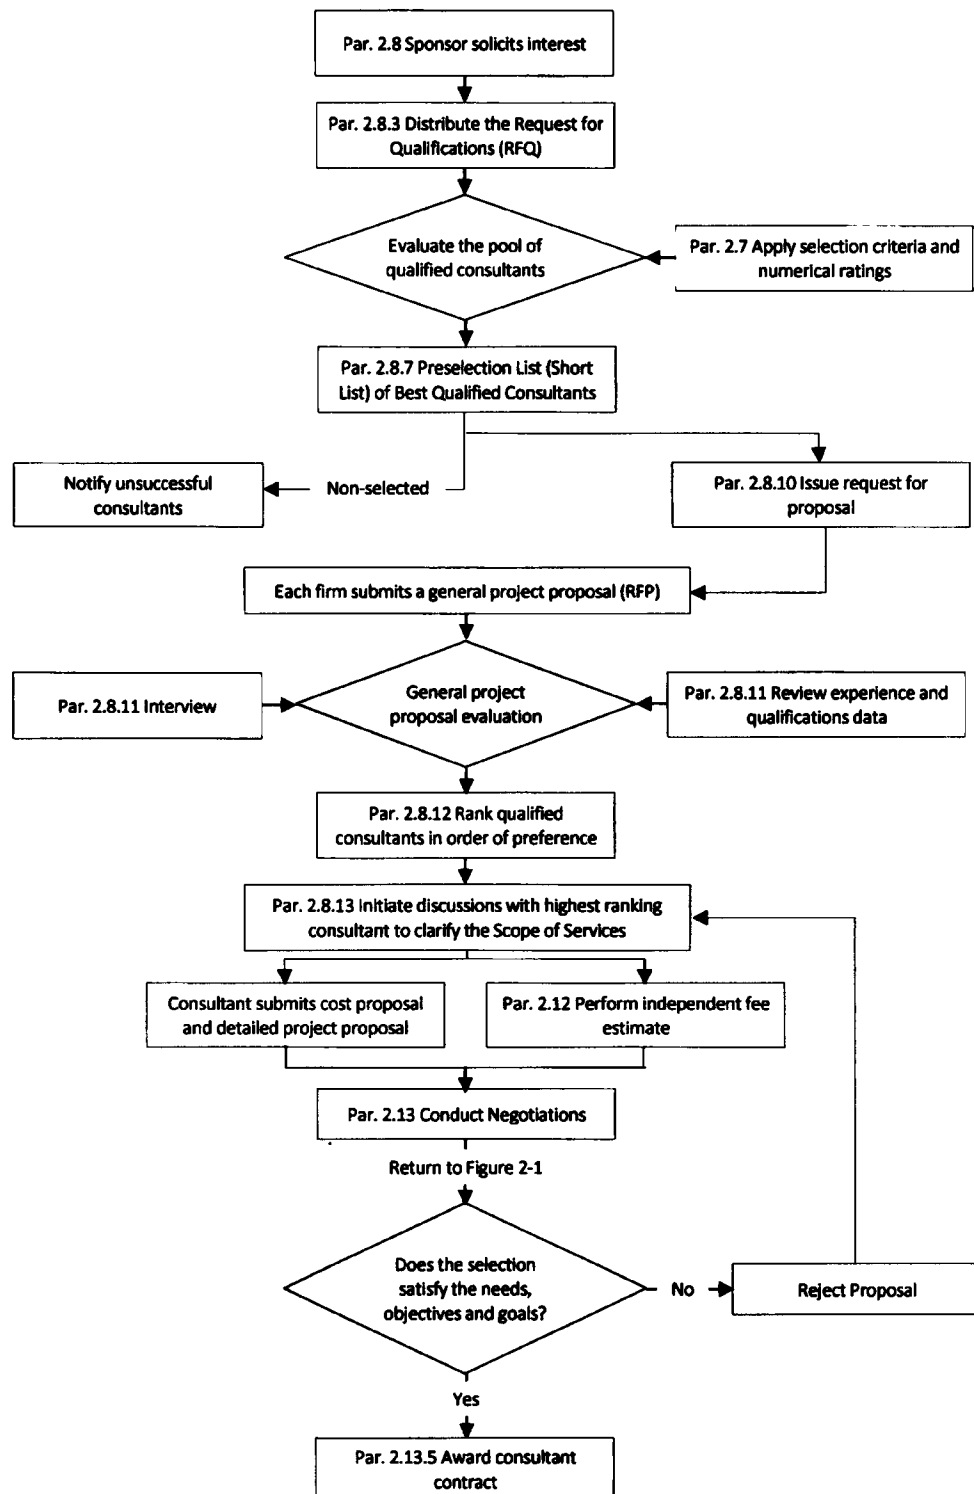 Par. 2.8 Sponsor solicits interest
Par. 2.8.3 Distribute the Request for
Qualifications (RFQ)
Evaluate the pool of
qualified consultants
Par. 2.7 Apply selection criteria and
numerical ratings
Par. 2.8.7 Preselection List (Short
List) of Best Qualified Consultants
Notify unsuccessful
consultants
Non-selected
Par. 2.8.10 Issue request for
proposal
Each firm submits a general project proposal (RFP)
Par. 2.8.11 Interview
General project
proposal evaluation
Par. 2.8.11 Review experience and
qualifications data
Par. 2.8.12 Rank qualified
consultants in order of preference
Par. 2.8.13 Initiate discussions with highest ranking
consultant to clarify the Scope of Services
Consultant submits cost proposal
and detailed project proposal
Par. 2.12 Perform independent fee
estimate
Par. 2.13 Conduct Negotiations
Return to Figure 2-1
Does the selection
satisfy the needs,
objectives and goals?
No
Reject Proposal
Yes
Par. 2.13.5 Award consultant
contract